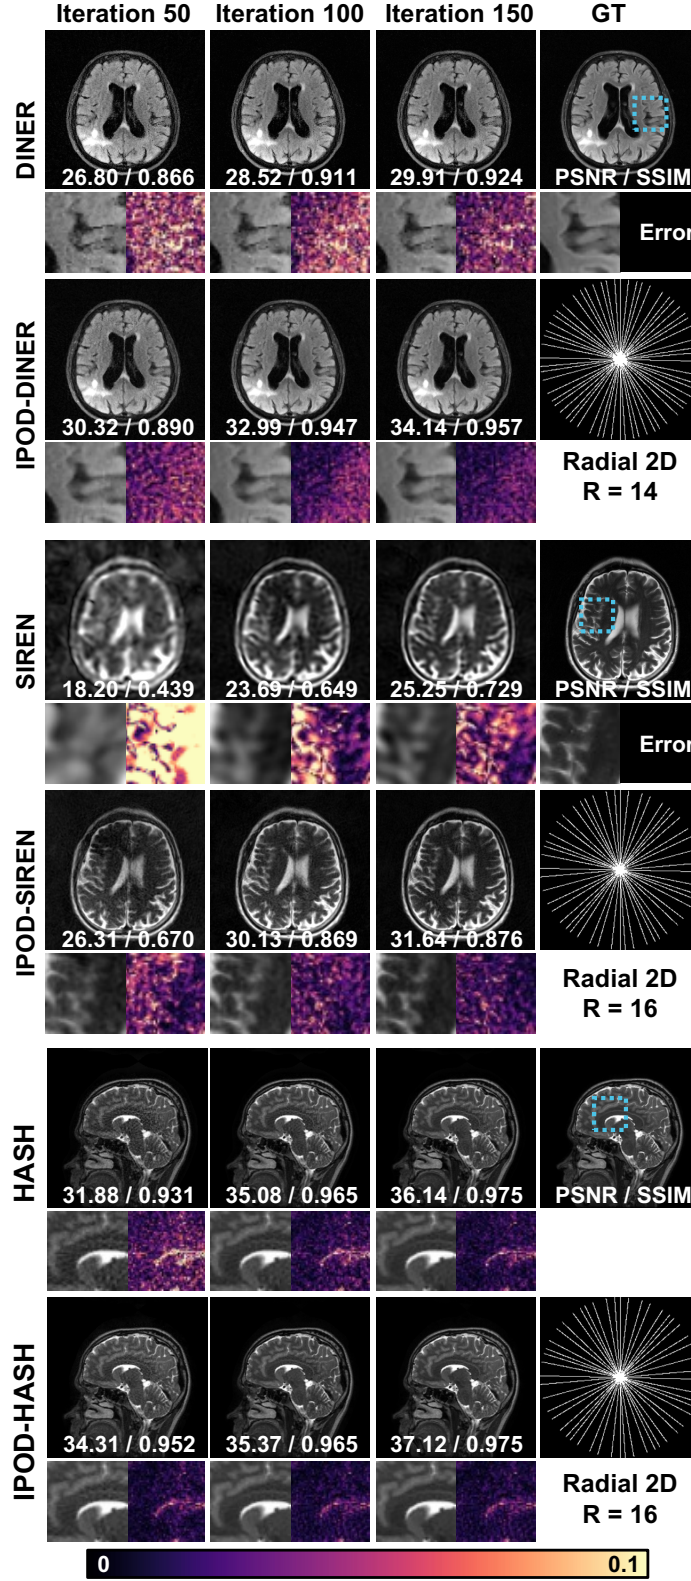 Iteration 50 Iteration 100 Iteration 150 GT
DINER
26.80 / 0.866 28.52 / 0.911 29.91 / 0.924 PSNR / SSIM
Error
IPOD-DINER
30.32 / 0.890 32.99 / 0.947 34.14 / 0.957
Radial 2D
R = 14
SIREN
18.20 / 0.439 23.69 / 0.649 25.25 / 0.729 PSNR / SSIM
Error
IPOD-SIREN
26.31 / 0.670 30.13 / 0.869 31.64 / 0.876
Radial 2D
R = 16
HASH
31.88 / 0.931 35.08 / 0.965 36.14 / 0.975 PSNR / SSIM
IPOD-HASH
34.31 / 0.952 35.37 / 0.965 37.12 / 0.975
Radial 2D
R = 16
0 0.1